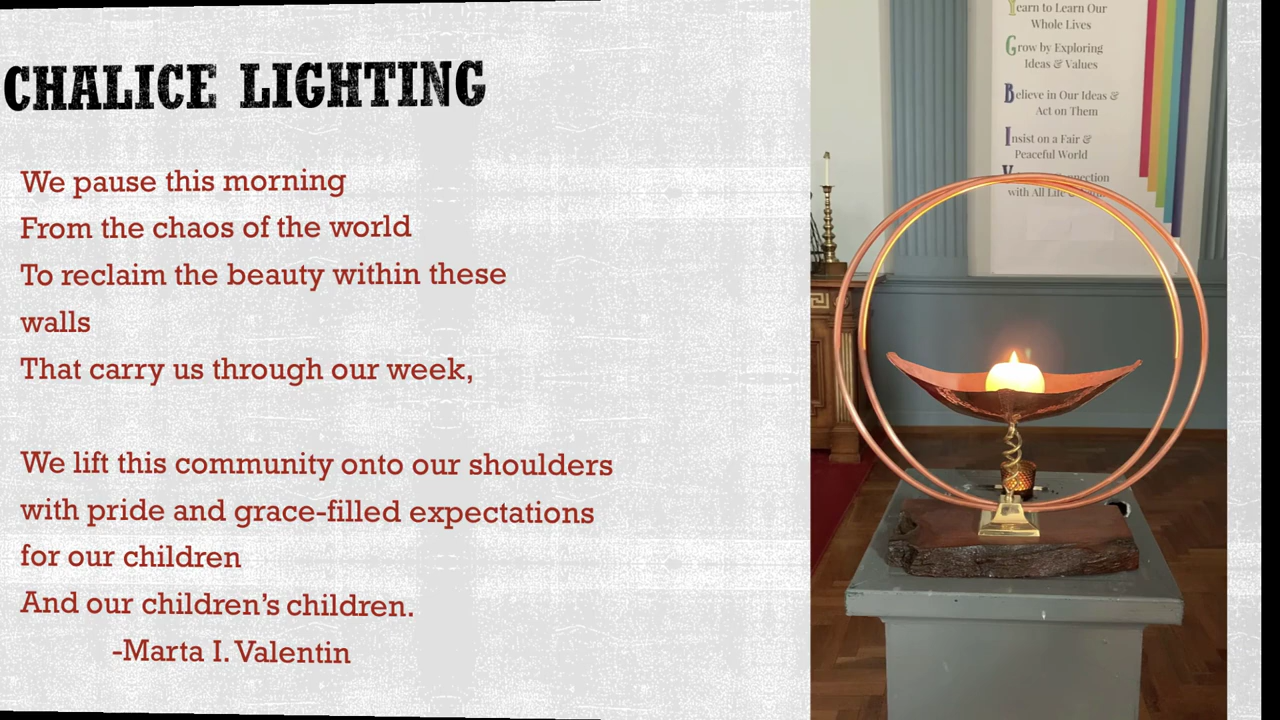 CHALICE LIGHTING
We pause this morning
From the chaos of the world
To reclaim the beauty within these
walls
That carry us through our week,
We lift this community onto our shoulders
with pride and grace-filled expectations
for our children
And our children's children.
-Marta I. Valentin
Yearn to Learn Our
Whole Lives
Grow by Exploring
Ideas & Values
Believe in Our Ideas &
Act on Them
Insist on a Fair &
Peaceful World
with All Life &